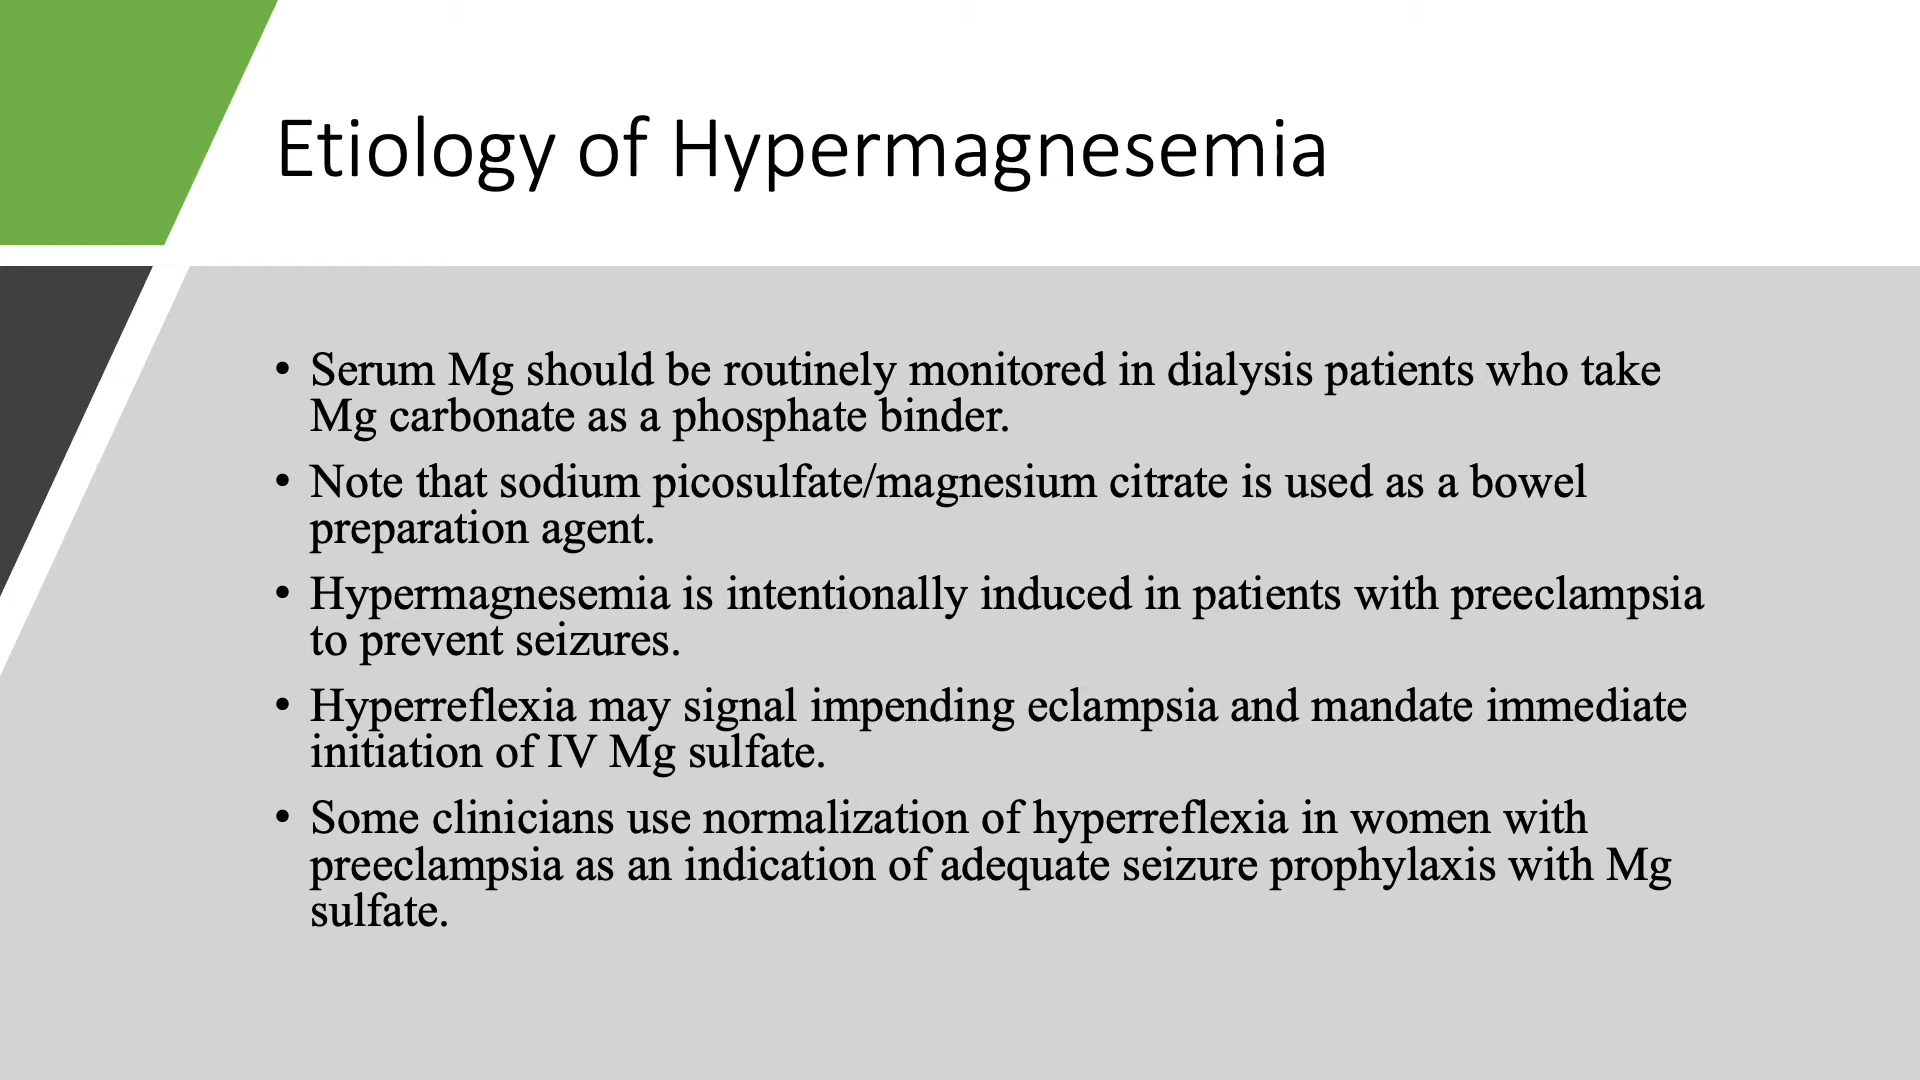 Etiology of Hypermagnesemia
• Serum Mg should be routinely monitored in dialysis patients who take
Mg carbonate as a phosphate binder.
• Note that sodium picosulfate/magnesium citrate is used as a bowel
preparation agent.
• Hypermagnesemia is intentionally induced in patients with preeclampsia
to prevent seizures.
• Hyperreflexia may signal impending eclampsia and mandate immediate
initiation of IV Mg sulfate.
• Some clinicians use normalization of hyperreflexia in women with
preeclampsia as an indication of adequate seizure prophylaxis with Mg
sulfate.